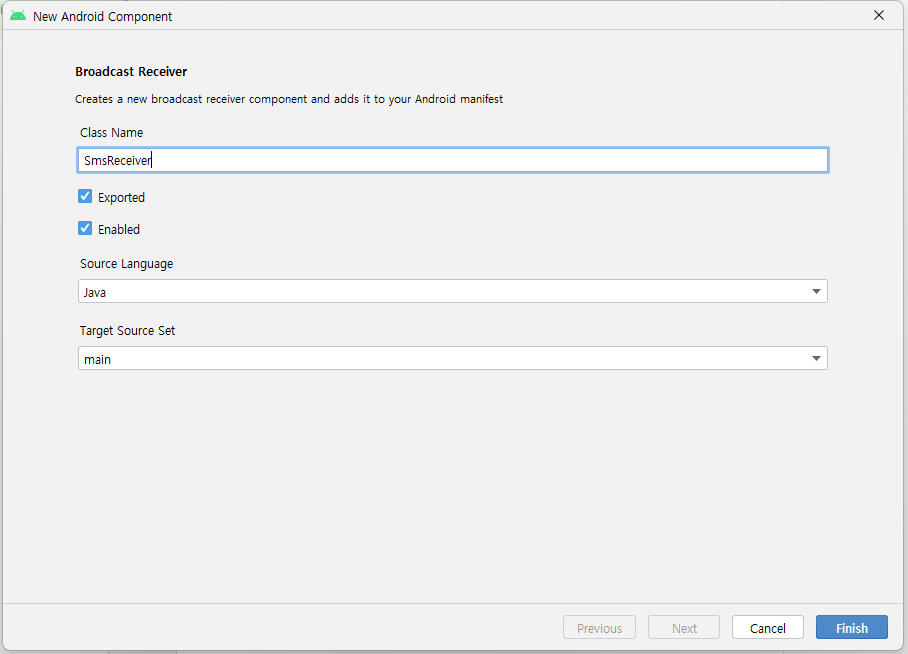 New Android Component
Broadcast Receiver
Creates a new broadcast receiver component and adds it to your Android manifest
Class Name
SmsReceiver
Exported
Enabled
Source Language
Java
Target Source Set
main
Previous
Next
Cancel
Finish